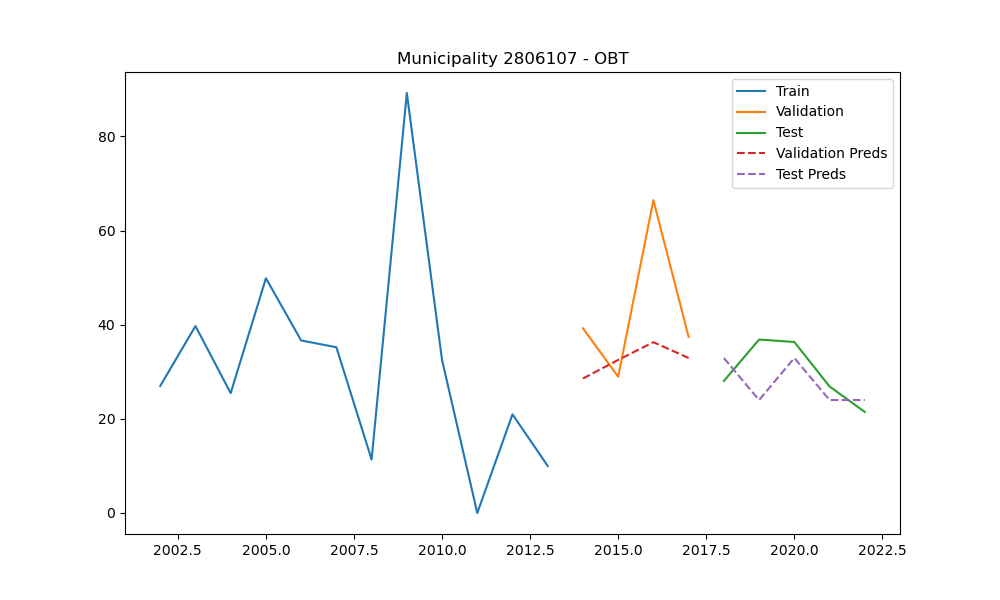 Municipality 2806107 - OBT
Train
Validation
Test
Validation Preds
Test Preds
80
60
40
20
0
2002.5 2005.0 2007.5 2010.0 2012.5 2015.0 2017.5 2020.0 2022.5